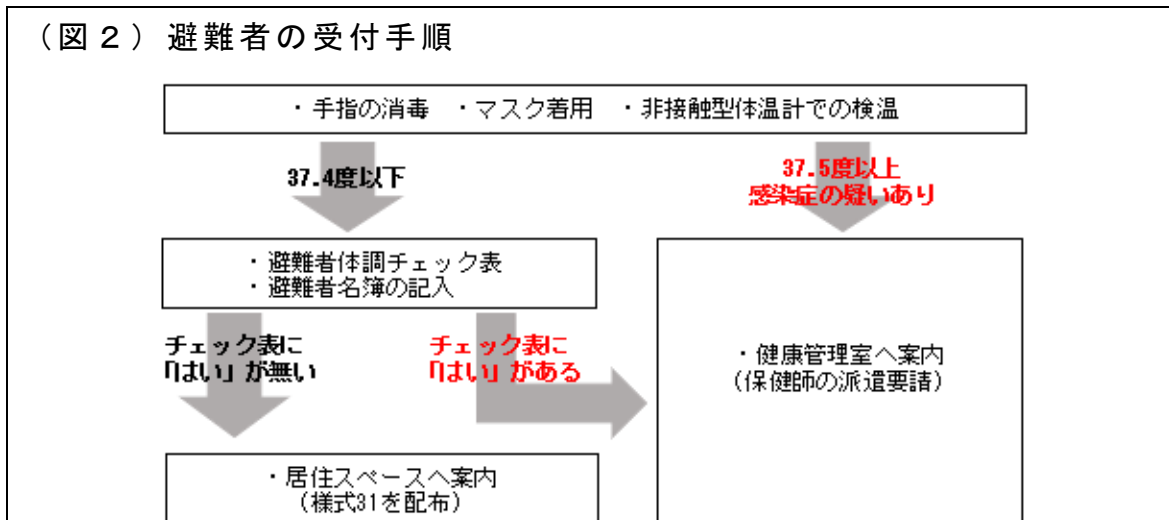 （図２）避難者の受付手順
・手指の消毒　・マスク着用　・非接触型体温計での検温
37.4度以下
37.5度以上
感染症の疑いあり
・避難者体調チェック表
・避難者名簿の記入
チェック表に
「はい」が無い
チェック表に
「はい」がある
・健康管理室へ案内
（保健師の派遣要請）
・居住スペースへ案内
（様式31を配布）